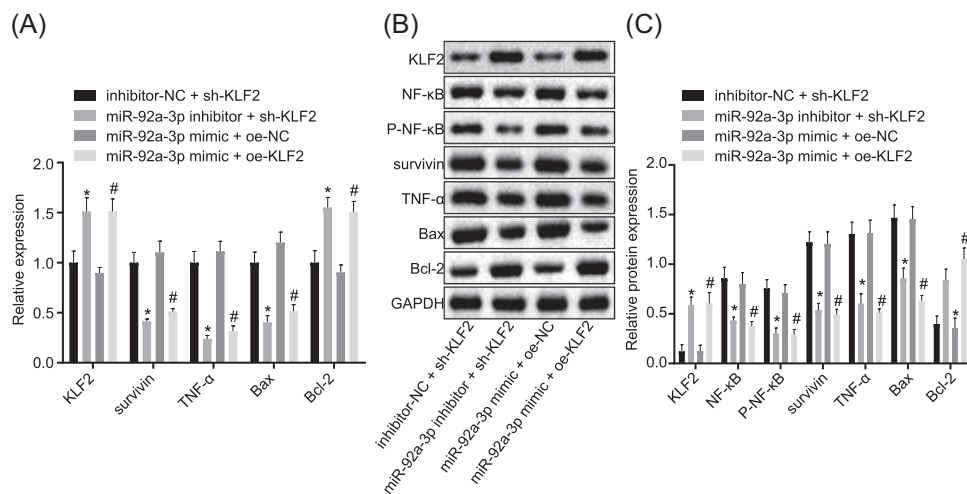 (A)
inhibitor-NC + sh-KLF2
miR-92a-3p inhibitor + sh-KLF2
miR-92a-3p mimic + oe-NC
miR-92a-3p mimic + oe-KLF2
Relative expression
2.0
1.5
1.0
0.5
0.0
* # * # * # * # * #
KLF2 survivin TNF-α Bax Bcl-2
(B)
KLF2
NF-κB
P-NF-κB
survivin
TNF-α
Bax
Bcl-2
GAPDH
inhibitor-NC + sh-KLF2
miR-92a-3p inhibitor + sh-KLF2
miR-92a-3p mimic + oe-NC
miR-92a-3p mimic + oe-KLF2
(C)
inhibitor-NC + sh-KLF2
miR-92a-3p inhibitor + sh-KLF2
miR-92a-3p mimic + oe-NC
miR-92a-3p mimic + oe-KLF2
Relative protein expression
2.0
1.5
1.0
0.5
0.0
* # * # * # * # * # * # * #
KLF2 NF-κB P-NF-κB survivin TNF-α Bax Bcl-2